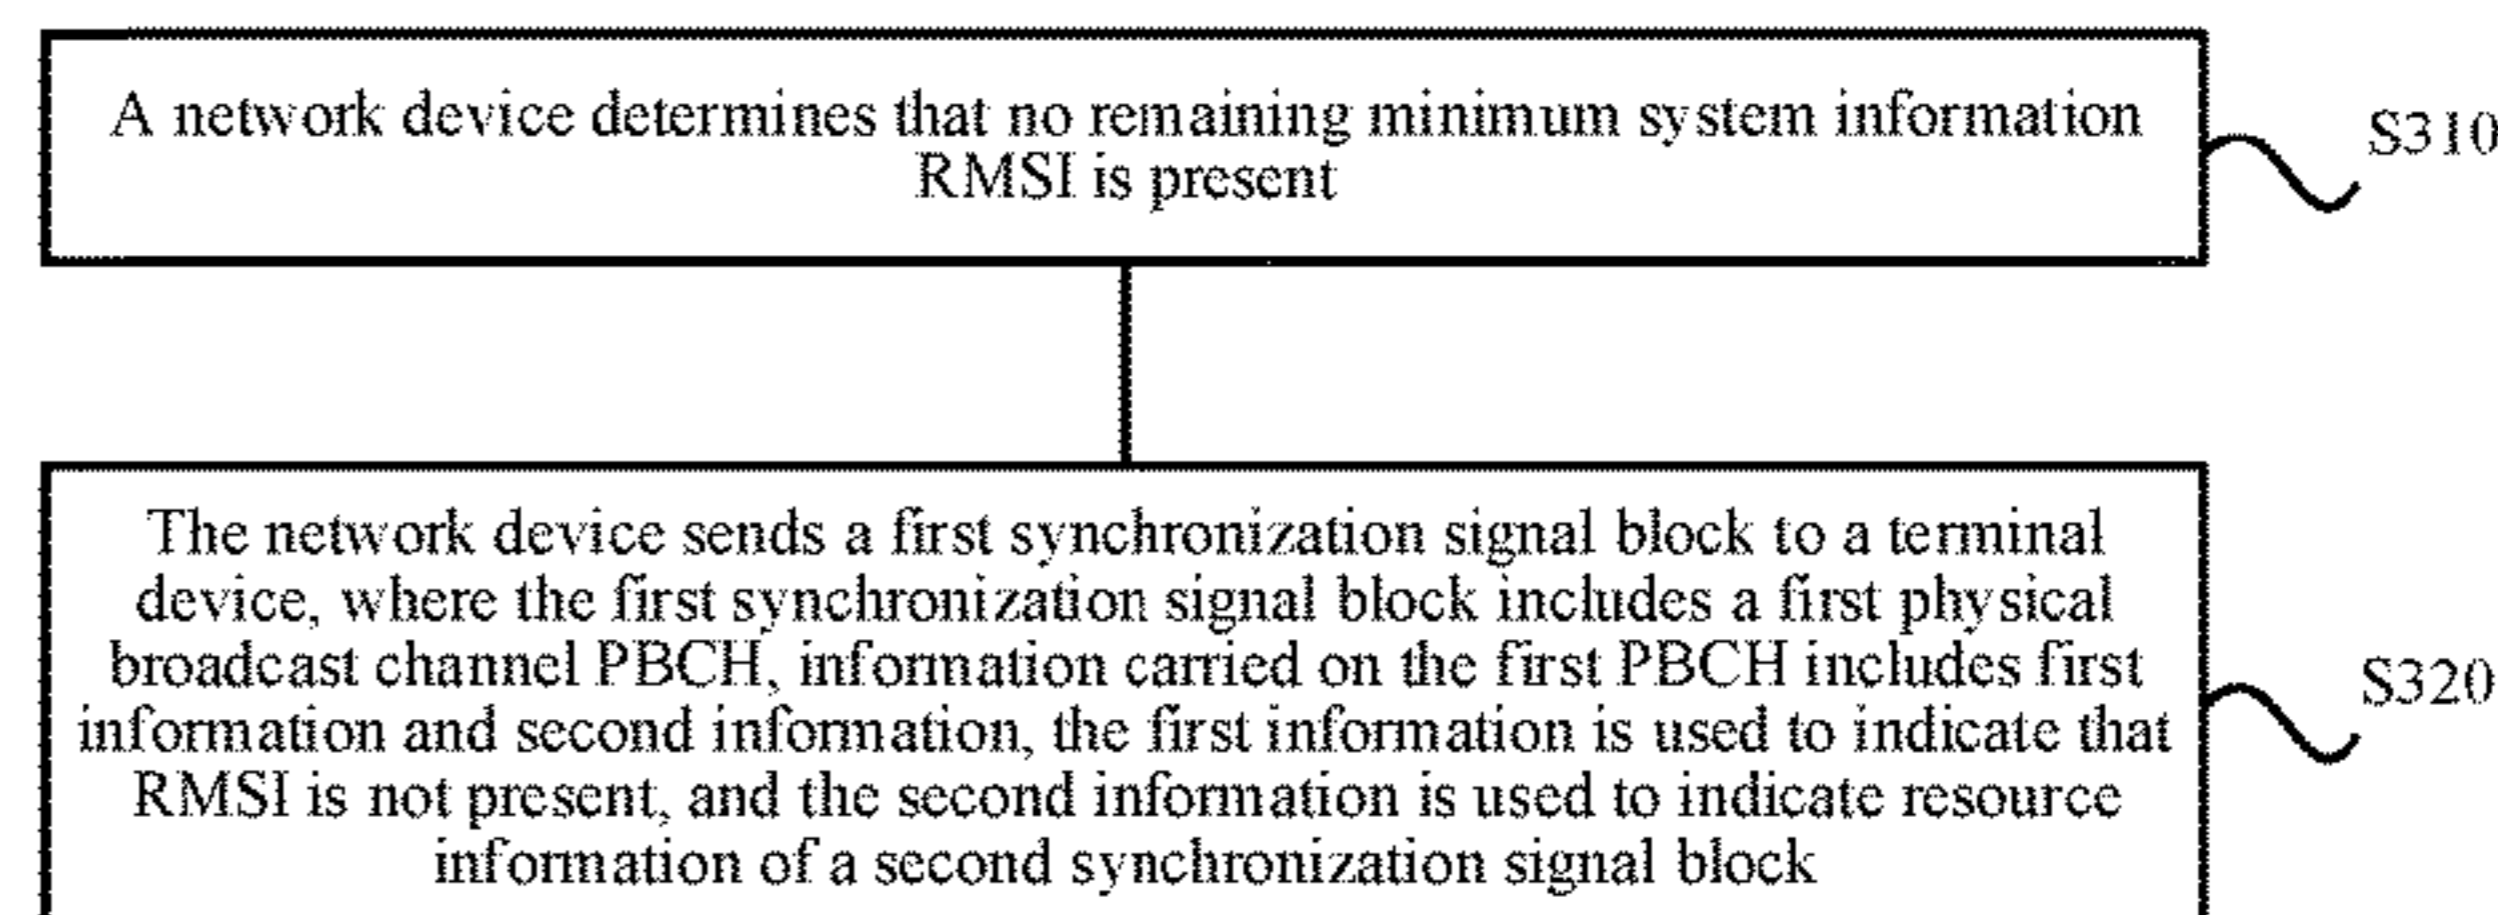 A network device determines that no remaining minimum system information
RMSI is present
S310
The network device sends a first synchronization signal block to a terminal
device, where the first synchronization signal block includes a first physical
broadcast channel PBCH, information carried on the first PBCH includes first
information and second information, the first information is used to indicate that
RMSI is not present, and the second information is used to indicate resource
information of a second synchronization signal block
S320